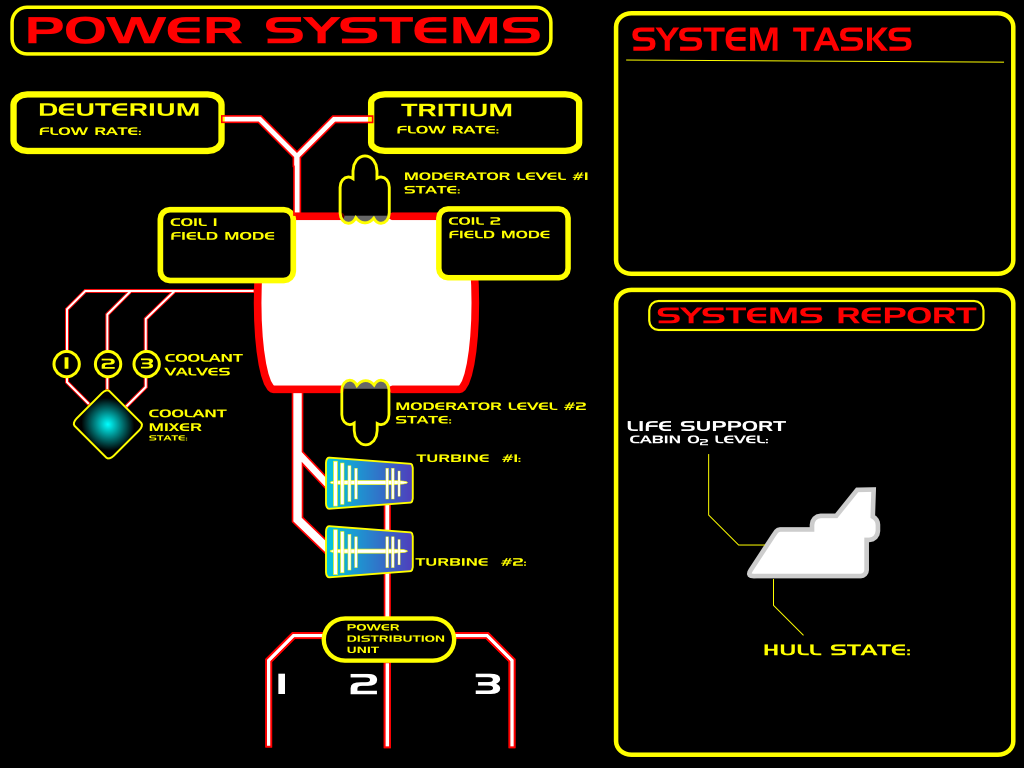 POWER SYSTEMS
SYSTEM TASKS
DEUTERIUM
FLOW RATE:
TRITIUM
FLOW RATE:
MODERATOR LEVEL #1
STATE:
COIL 1
FIELD MODE
COIL 2
FIELD MODE
SYSTEMS REPORT
1
2
3
COOLANT
VALVES
COOLANT
MIXER
STATE:
MODERATOR LEVEL #2
STATE:
LIFE SUPPORT
CABIN O₂ LEVEL:
TURBINE #1:
TURBINE #2:
POWER
DISTRIBUTION
UNIT
HULL STATE:
1
2
3